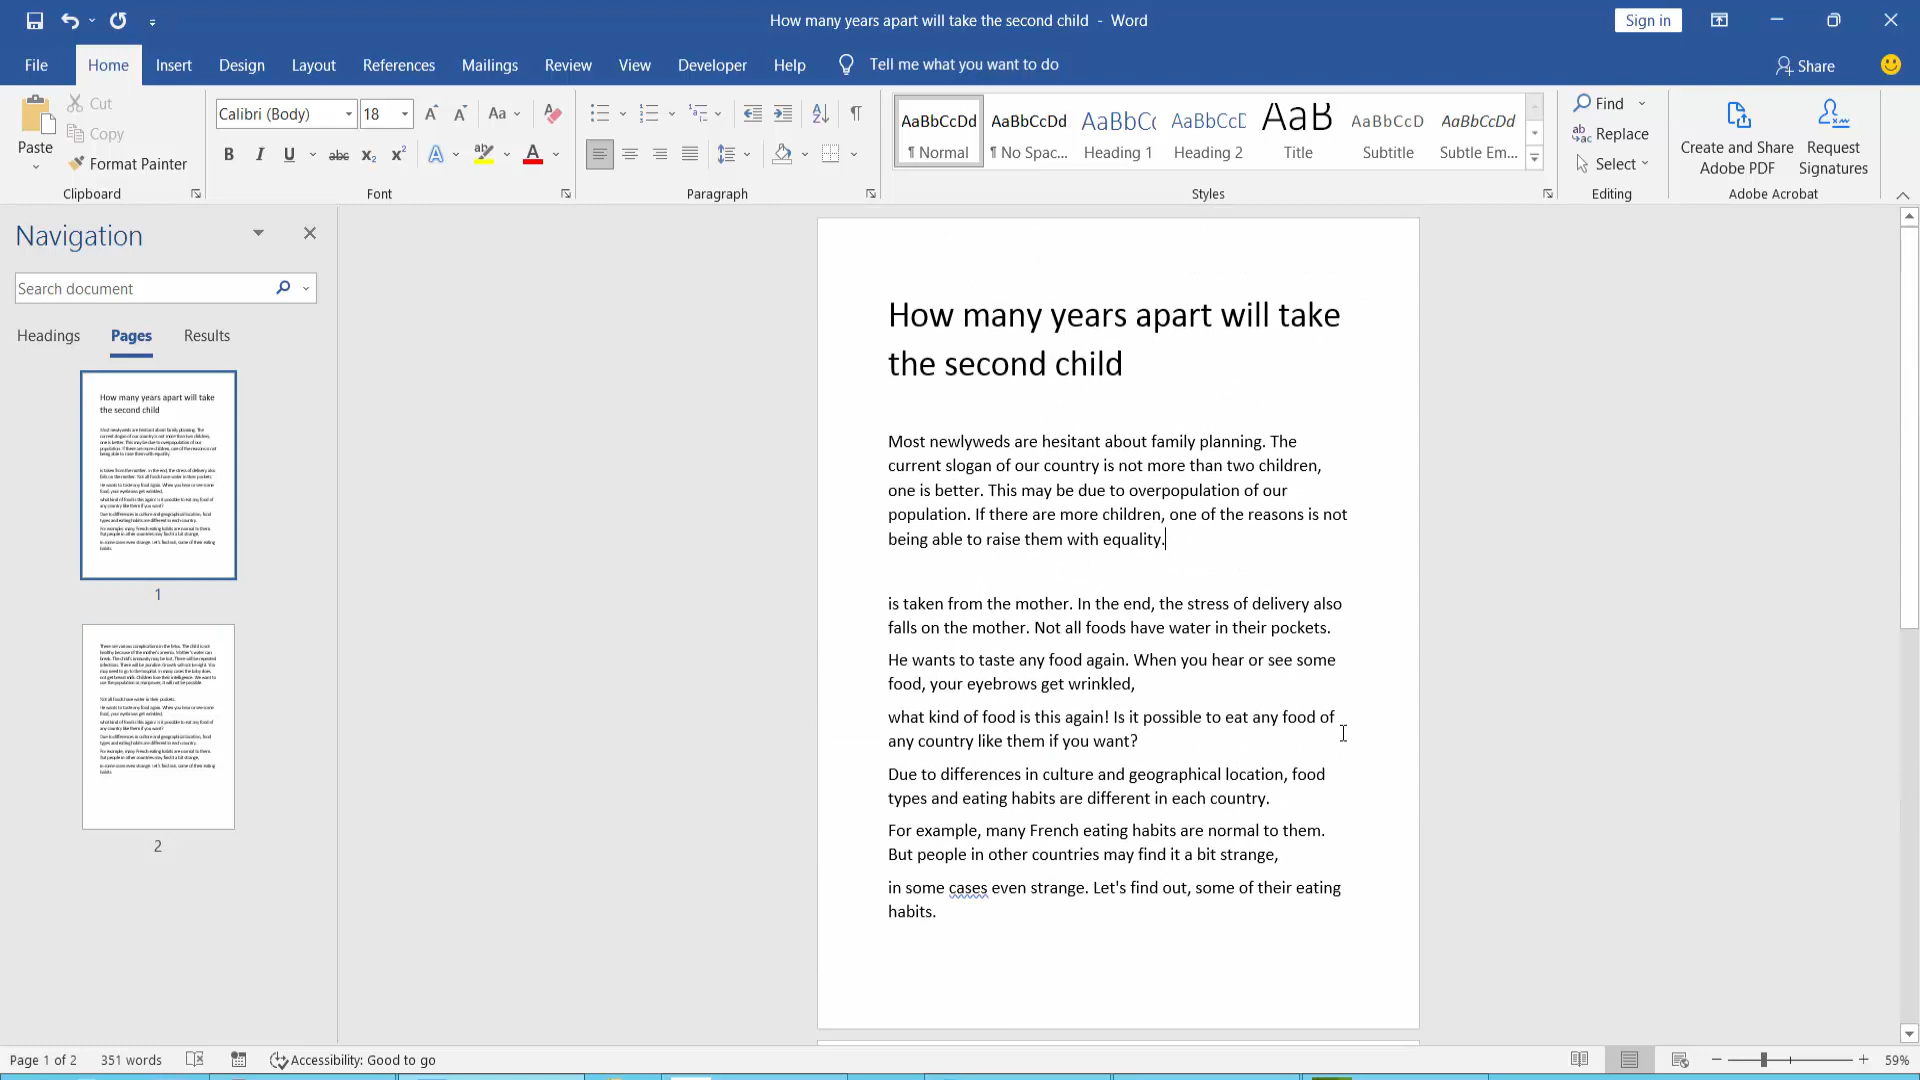 How many years apart will take the second child - Word
Sign in
File Home Insert Design Layout References Mailings Review View Developer Help Tell me what you want to do Share
Paste
Cut
Copy
Format Painter
Clipboard
Calibri (Body) 18
Font
Paragraph
AaBbCcDd AaBbCcDd AaBbCc AaBbCcD AaB AaBbCcD AaBbCcDd
¶ Normal ¶ No Spac... Heading 1 Heading 2 Title Subtitle Subtle Em...
Styles
Find
Replace
Select
Editing
Create and Share
Adobe PDF
Request
Signatures
Adobe Acrobat
Navigation
Search document
Headings Pages Results
How many years apart will take
the second child
1
2
How many years apart will take
the second child
Most newlyweds are hesitant about family planning. The
current slogan of our country is not more than two children,
one is better. This may be due to overpopulation of our
population. If there are more children, one of the reasons is not
being able to raise them with equality.
is taken from the mother. In the end, the stress of delivery also
falls on the mother. Not all foods have water in their pockets.
He wants to taste any food again. When you hear or see some
food, your eyebrows get wrinkled,
what kind of food is this again! Is it possible to eat any food of
any country like them if you want?
Due to differences in culture and geographical location, food
types and eating habits are different in each country.
For example, many French eating habits are normal to them.
But people in other countries may find it a bit strange,
in some cases even strange. Let's find out, some of their eating
habits.
Page 1 of 2 351 words Accessibility: Good to go 59%